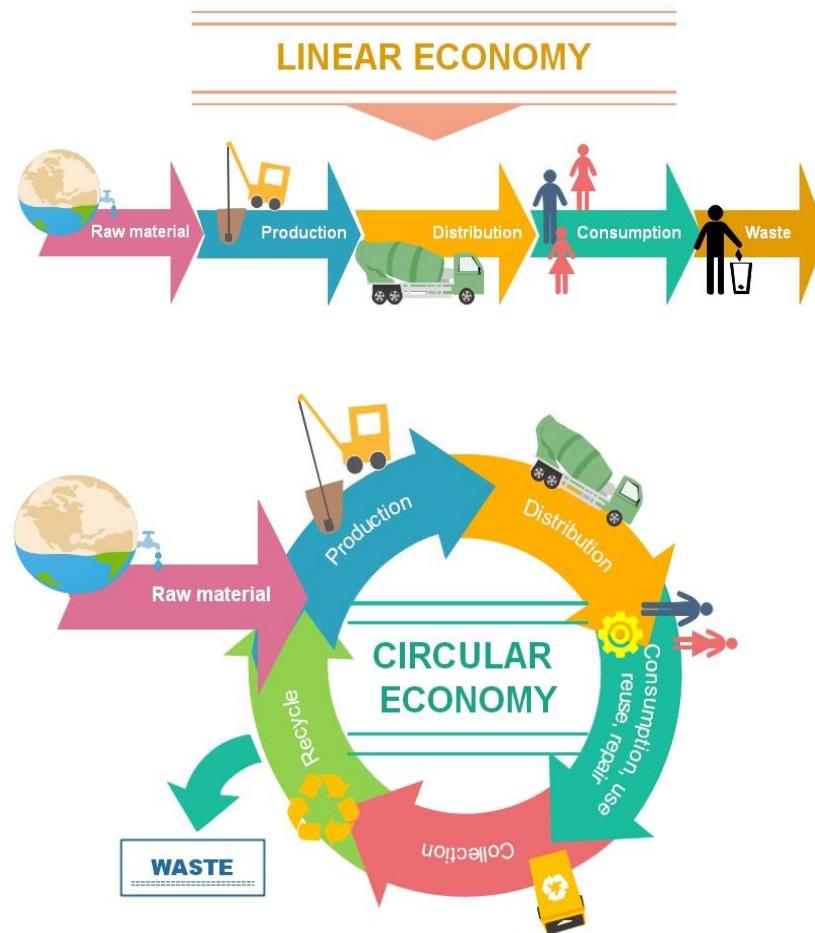 LINEAR ECONOMY
Raw material
Production
Distribution
Consumption
Waste
Production
Distribution
Raw material
CIRCULAR
ECONOMY
Consumption, use
reuse, repair
Recycle
Collection
WASTE